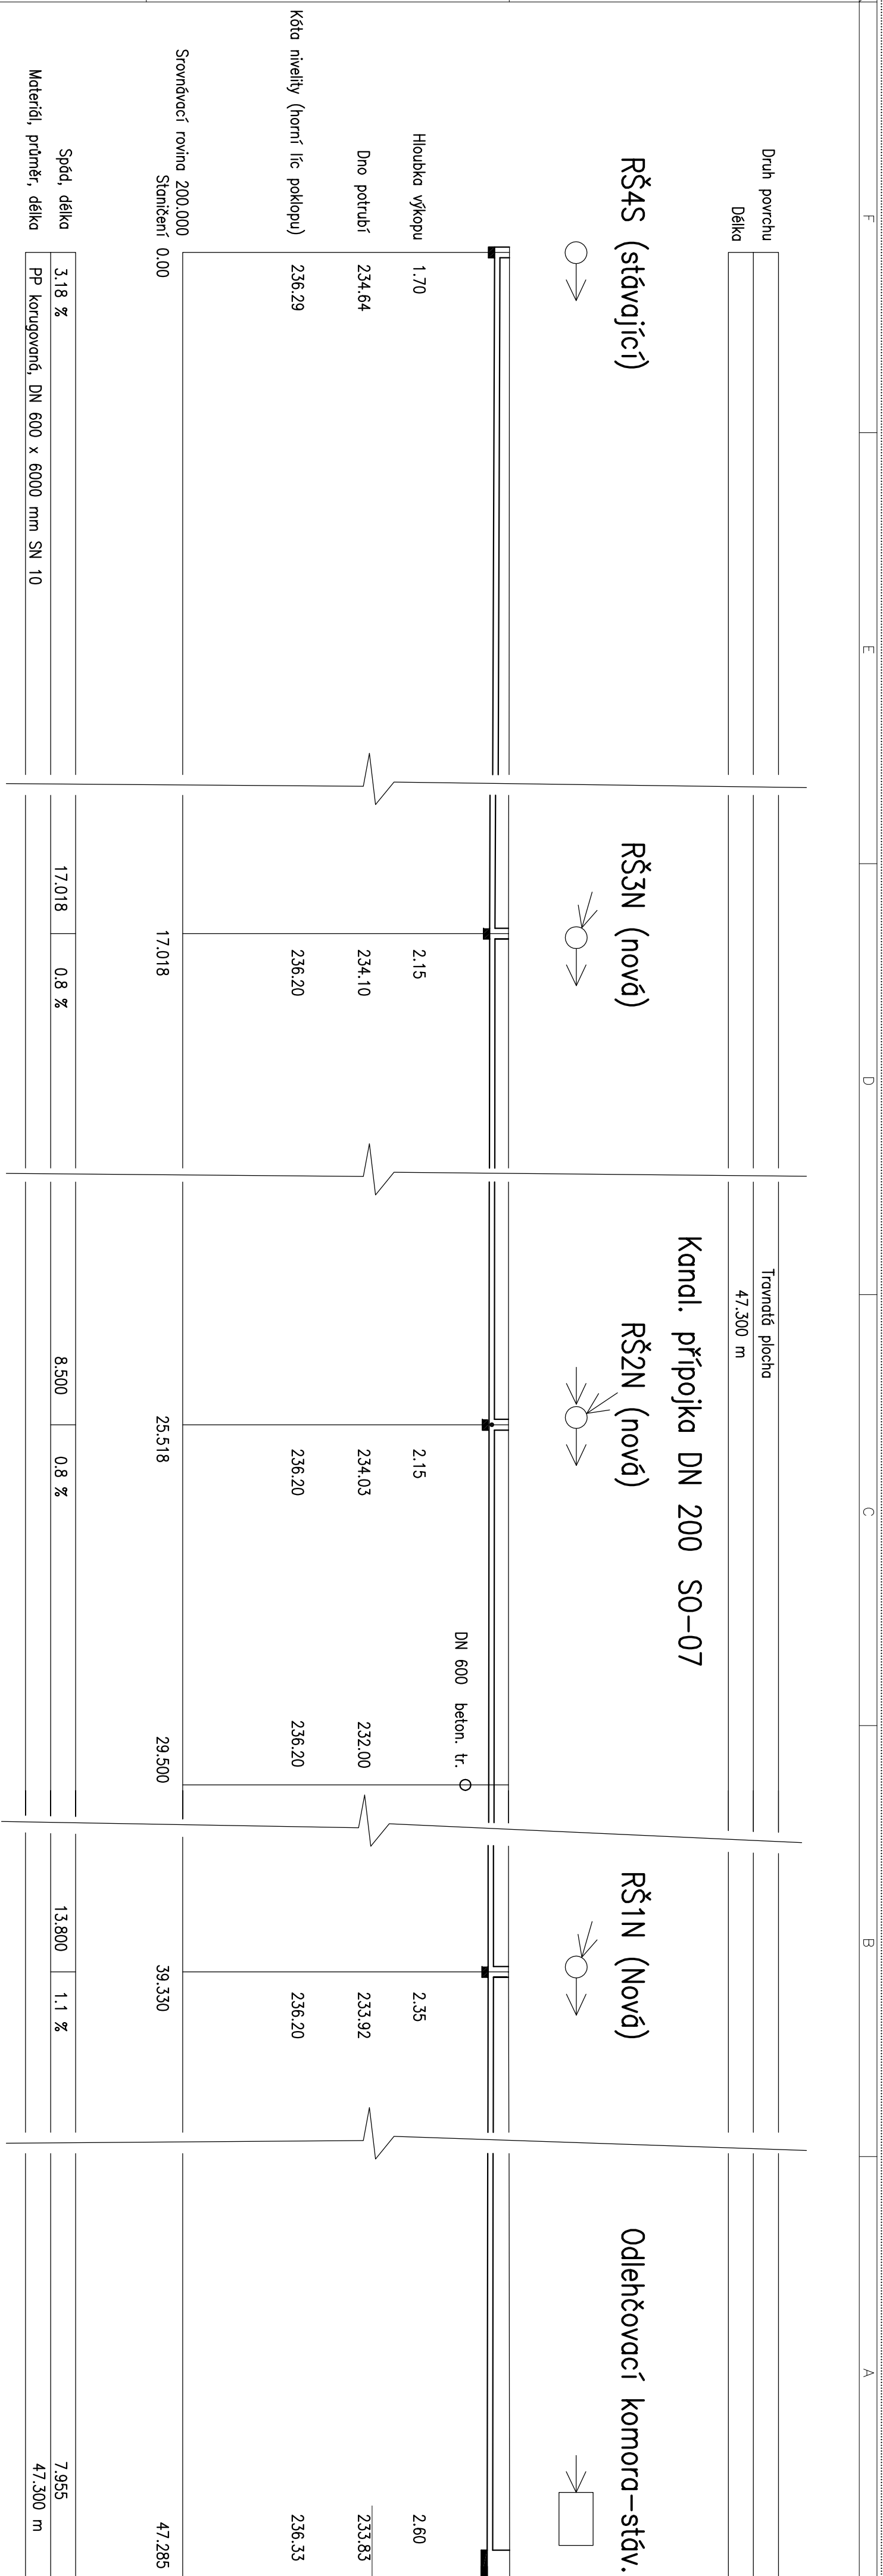 F
E
D
C
B
A
Druh povrchu
Travnatá plocha
Délka
47.300 m
Kanal. přípojka DN 200 SO-07
RŠ4S (stávající)
RŠ3N (nová)
RŠ2N (nová)
RŠ1N (Nová)
Odlehčovací komora-stáv.
DN 600 beton. tr.
Hloubka výkopu
1.70
2.15
2.15
2.35
2.60
Dno potrubí
234.64
234.10
234.03
232.00
233.92
233.83
Kóta nivelity (horní líc poklopu)
236.29
236.20
236.20
236.20
236.20
236.33
Srovnávací rovina 200.000
Staničení
0.00
17.018
25.518
29.500
39.330
47.285
Spád, délka
3.18 %
17.018
0.8 %
8.500
0.8 %
13.800
1.1 %
7.955
Materiál, průměr, délka
PP korugovaná, DN 600 x 6000 mm SN 10
47.300 m